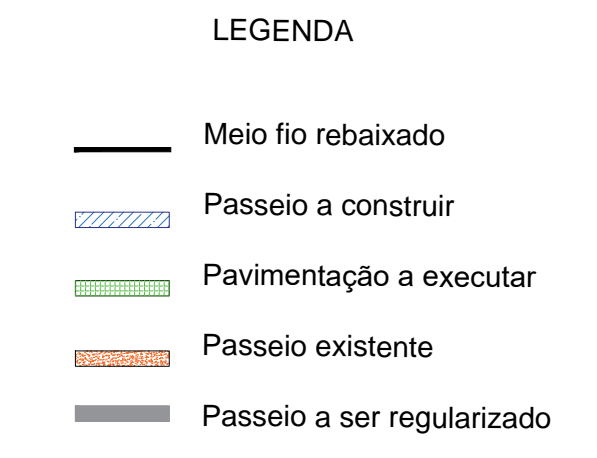 LEGENDA
Meio fio rebaixado
Passeio a construir
Pavimentação a executar
Passeio existente
Passeio a ser regularizado